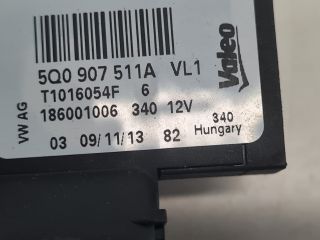 5Q0 907 511A VL1
T1016054F 6
186001006 340 12V
03 09/11/13 82
340
Hungary
VW AG
Valeo